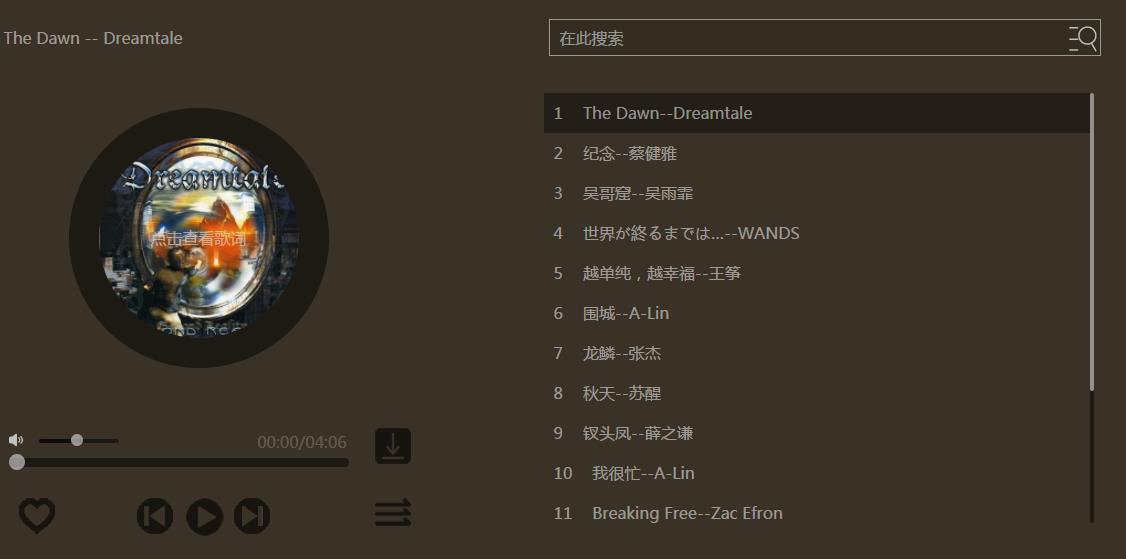 The Dawn -- Dreamtale
在此搜索
Dreamtale
点击查看歌词
00:00/04:06
1 The Dawn--Dreamtale
2 纪念--蔡健雅
3 吴哥窟--吴雨霏
4 世界が終るまでは...--WANDS
5 越单纯，越幸福--王筝
6 围城--A-Lin
7 龙鳞--张杰
8 秋天--苏醒
9 钗头凤--薛之谦
10 我很忙--A-Lin
11 Breaking Free--Zac Efron